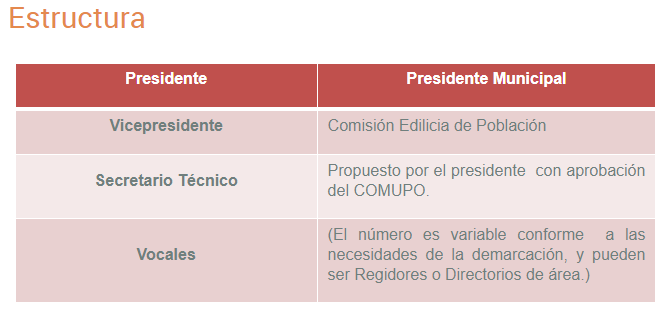 Estructura
Presidente
Presidente Municipal
Vicepresidente
Comisión Edilicia de Población
Secretario Técnico
Propuesto por el presidente con aprobación
del COMUPO.
Vocales
(El número es variable conforme a las
necesidades de la demarcación, y pueden
ser Regidores o Directorios de área.)